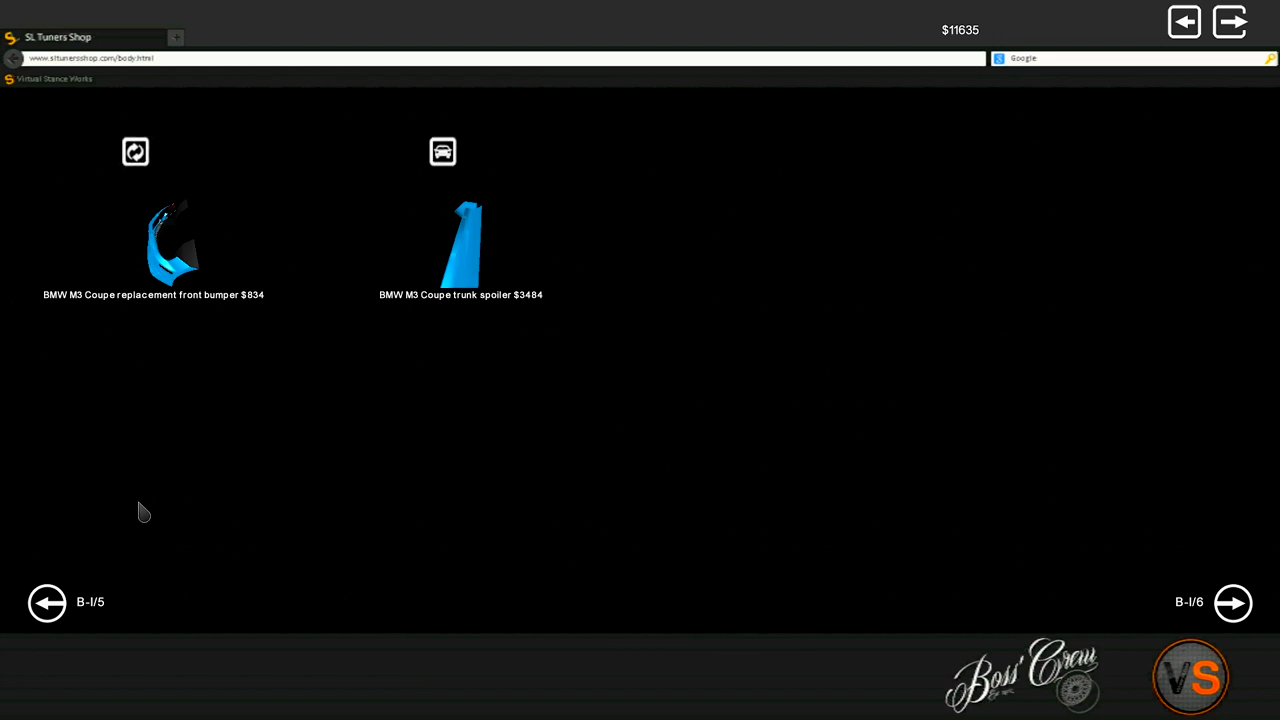 SL Tuners Shop
$11635
www.sltunersshop.com/body.html
Google
Virtual Stance Works
BMW M3 Coupe replacement front bumper $834
BMW M3 Coupe trunk spoiler $3484
B-I/5
B-I/6
Boss' Crew
VS